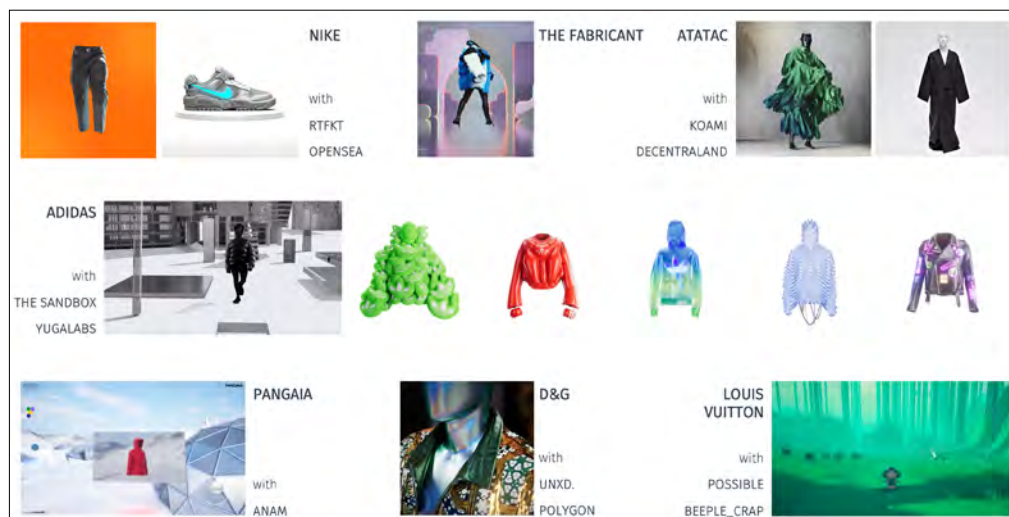 NIKE
with
RTFKT
OPENSEA
THE FABRICANT
ATATAC
with
KOAMI
DECENTRALAND
ADIDAS
with
THE SANDBOX
YUGALABS
PANGAIA
with
ANAM
D&G
with
UNXD.
POLYGON
LOUIS
VUITTON
with
POSSIBLE
BEEPLE_CRAP
PANGAIA